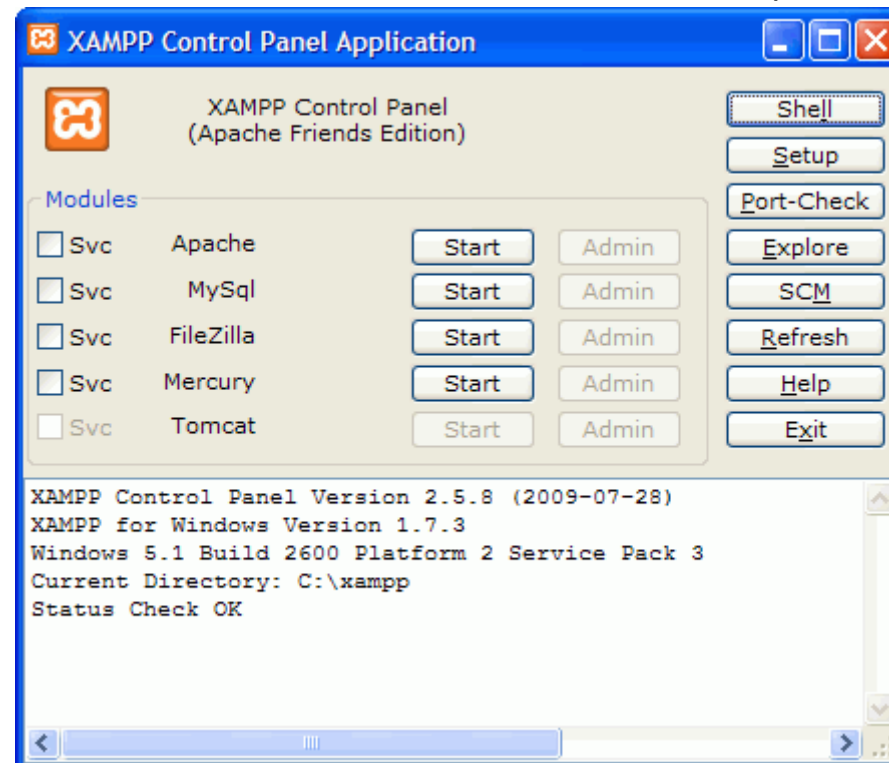 XAMPP Control Panel Application
XAMPP Control Panel
(Apache Friends Edition)
Shell
Setup
Modules
Port-Check
Svc Apache Start Admin Explore
Svc MySql Start Admin SCM
Svc FileZilla Start Admin Refresh
Svc Mercury Start Admin Help
Svc Tomcat Start Admin Exit
XAMPP Control Panel Version 2.5.8 (2009-07-28)
XAMPP for Windows Version 1.7.3
Windows 5.1 Build 2600 Platform 2 Service Pack 3
Current Directory: C:\xampp
Status Check OK